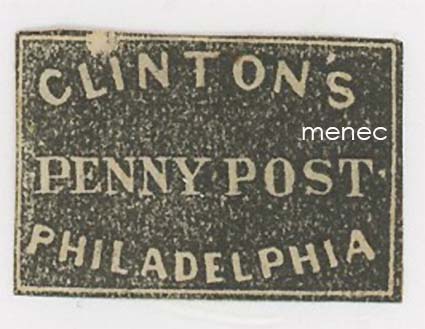 CLINTON'S
menec
PENNY POST.
PHILADELPHIA